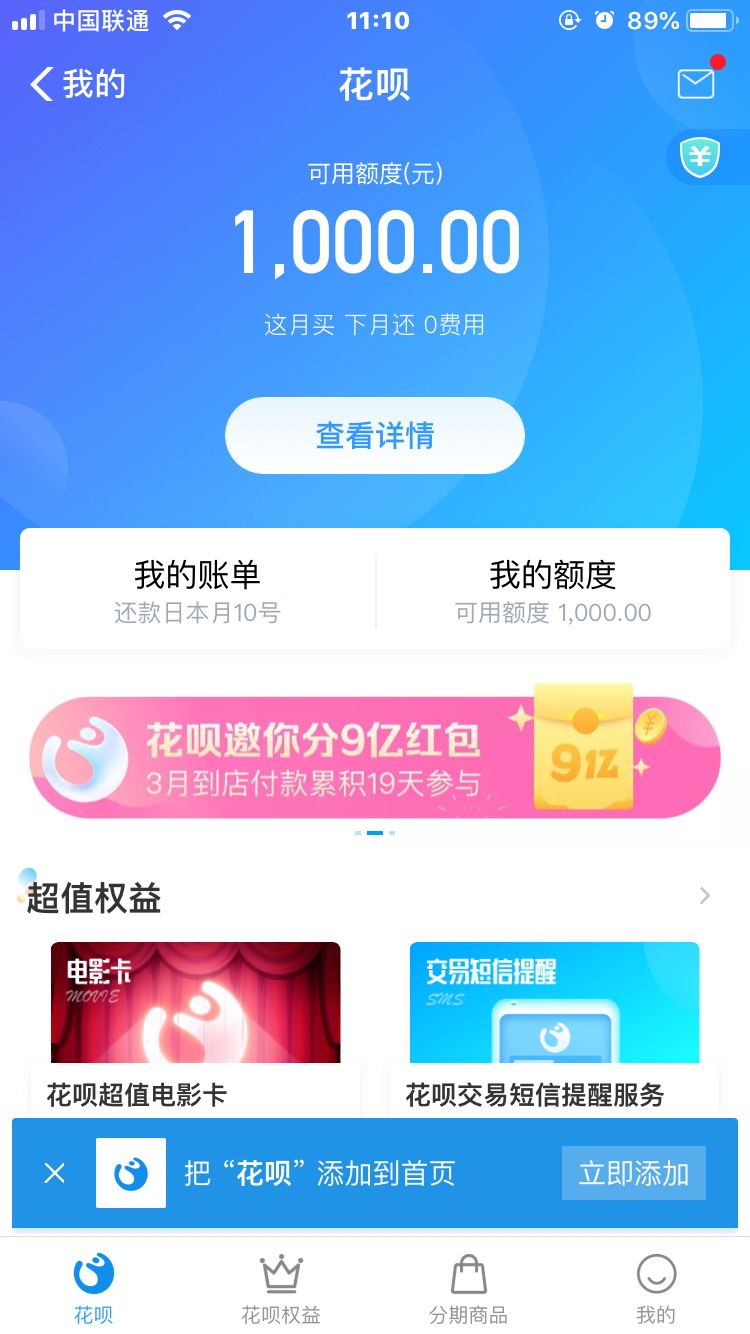 中国联通
11:10
89%
我的
花呗
可用额度(元)
1,000.00
这月买 下月还 0费用
查看详情
我的账单
还款日本月10号
我的额度
可用额度 1,000.00
花呗邀你分9亿红包
3月到店付款累积19天参与
9亿
超值权益
电影卡
MOVIE
花呗超值电影卡
交易短信提醒
SMS
花呗交易短信提醒服务
把“花呗”添加到首页
立即添加
花呗
花呗权益
分期商品
我的